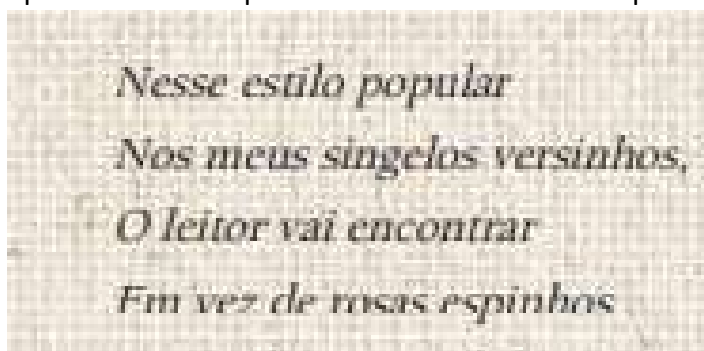 Nesse estilo popular
Nos meus singelos versinhos,
O leitor vai encontrar
Em vez de rosas espinhos